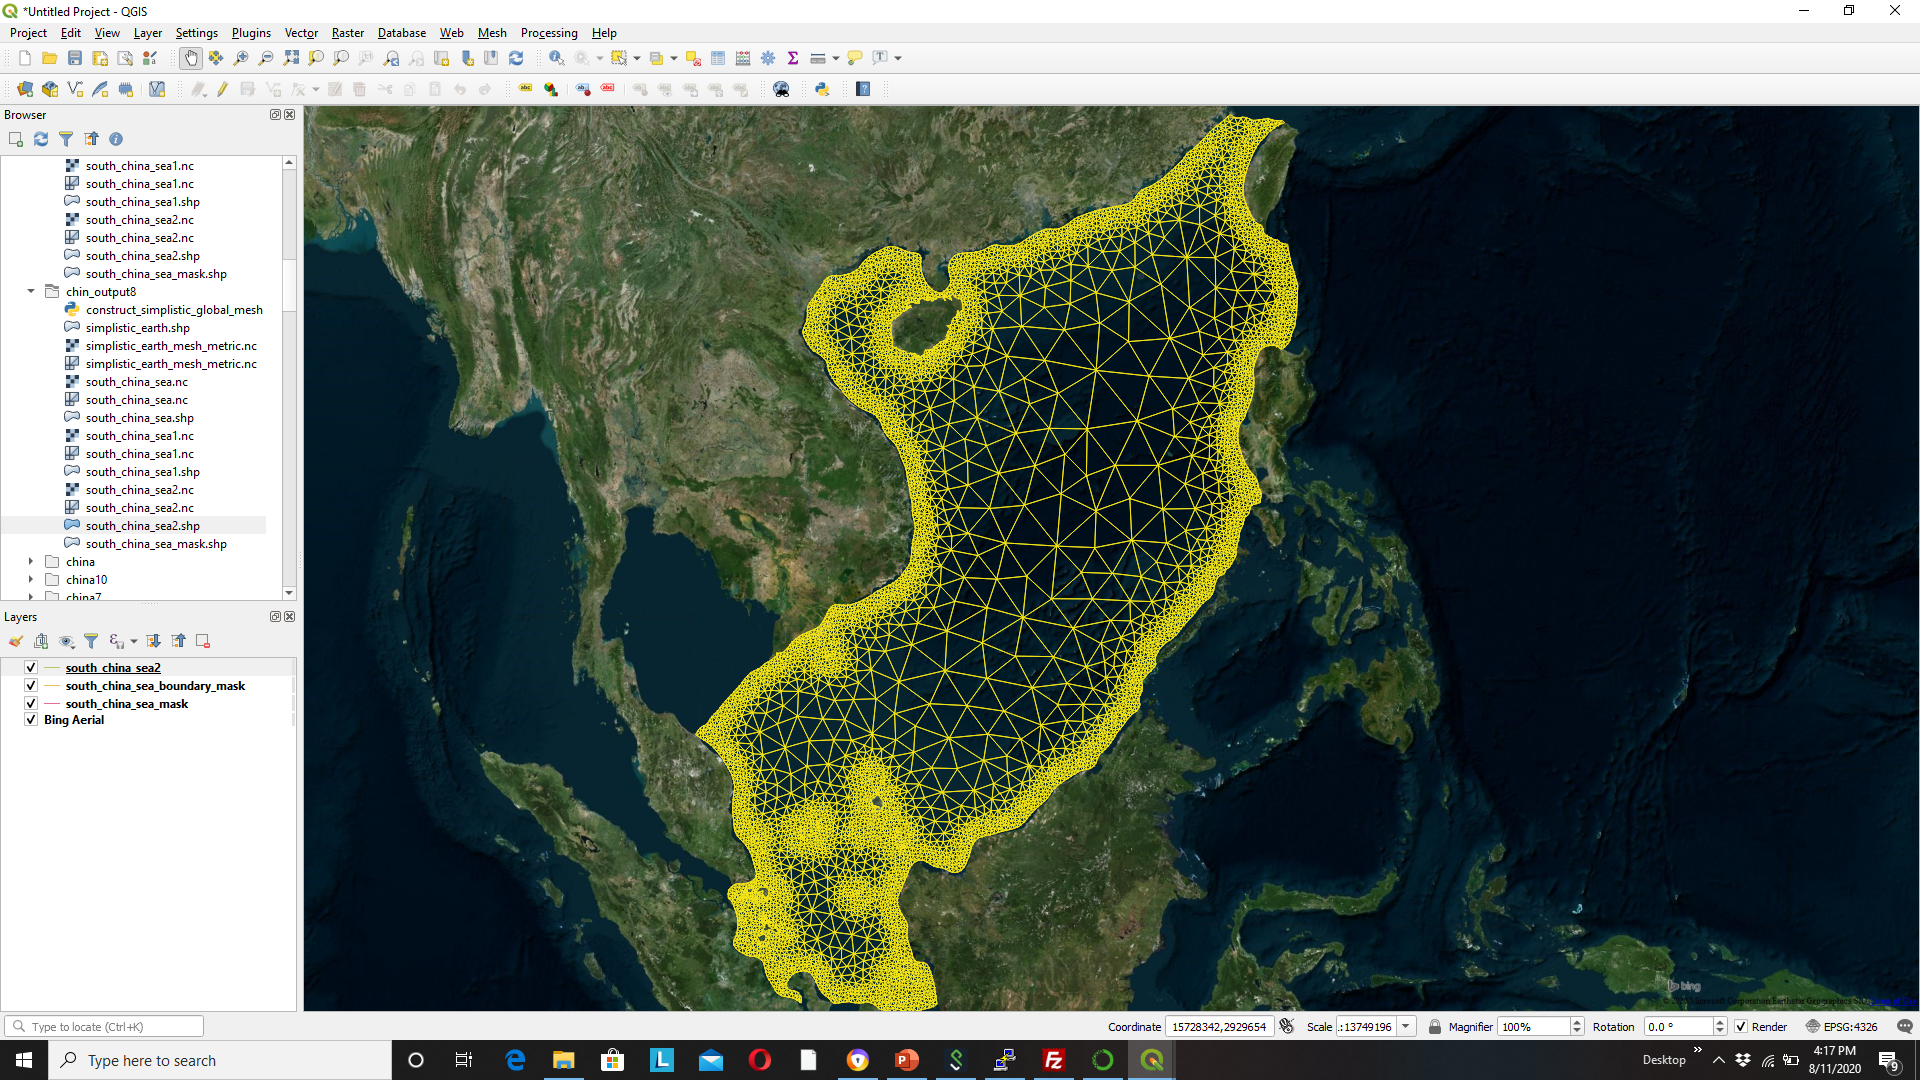 *Untitled Project - QGIS
Project Edit View Layer Settings Plugins Vector Raster Database Web Mesh Processing Help
Browser
south_china_sea1.nc
south_china_sea1.nc
south_china_sea1.shp
south_china_sea2.nc
south_china_sea2.nc
south_china_sea2.shp
south_china_sea_mask.shp
chin_output8
construct_simplistic_global_mesh
simplistic_earth.shp
simplistic_earth_mesh_metric.nc
simplistic_earth_mesh_metric.nc
south_china_sea.nc
south_china_sea.nc
south_china_sea.shp
south_china_sea1.nc
south_china_sea1.nc
south_china_sea1.shp
south_china_sea2.nc
south_china_sea2.nc
south_china_sea2.shp
south_china_sea_mask.shp
china
china10
china7
Layers
south_china_sea2
south_china_sea_boundary_mask
south_china_sea_mask
Bing Aerial
bing
Type to locate (Ctrl+K)
Coordinate 15728342,2929654 Scale .:13749196 Magnifier 100% Rotation 0.0 ° Render EPSG:4326
Type here to search
Desktop
4:17 PM
8/11/2020
9